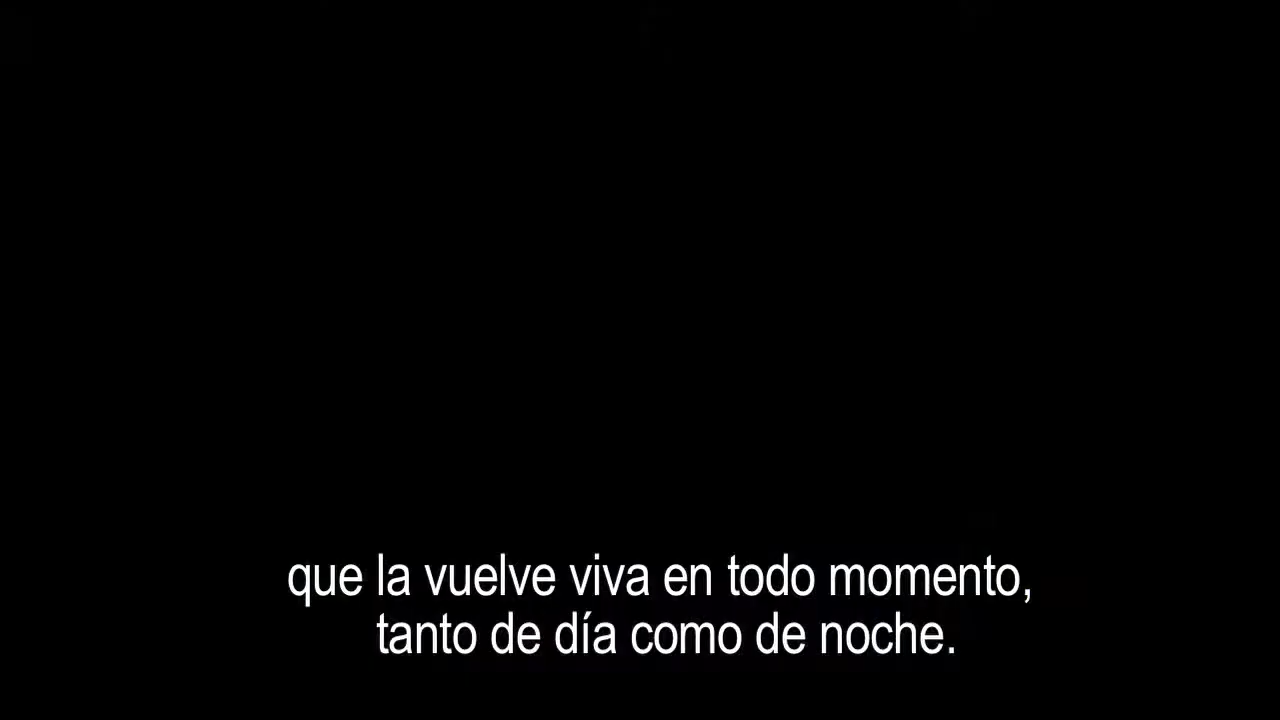 que la vuelve viva en todo momento,
tanto de día como de noche.